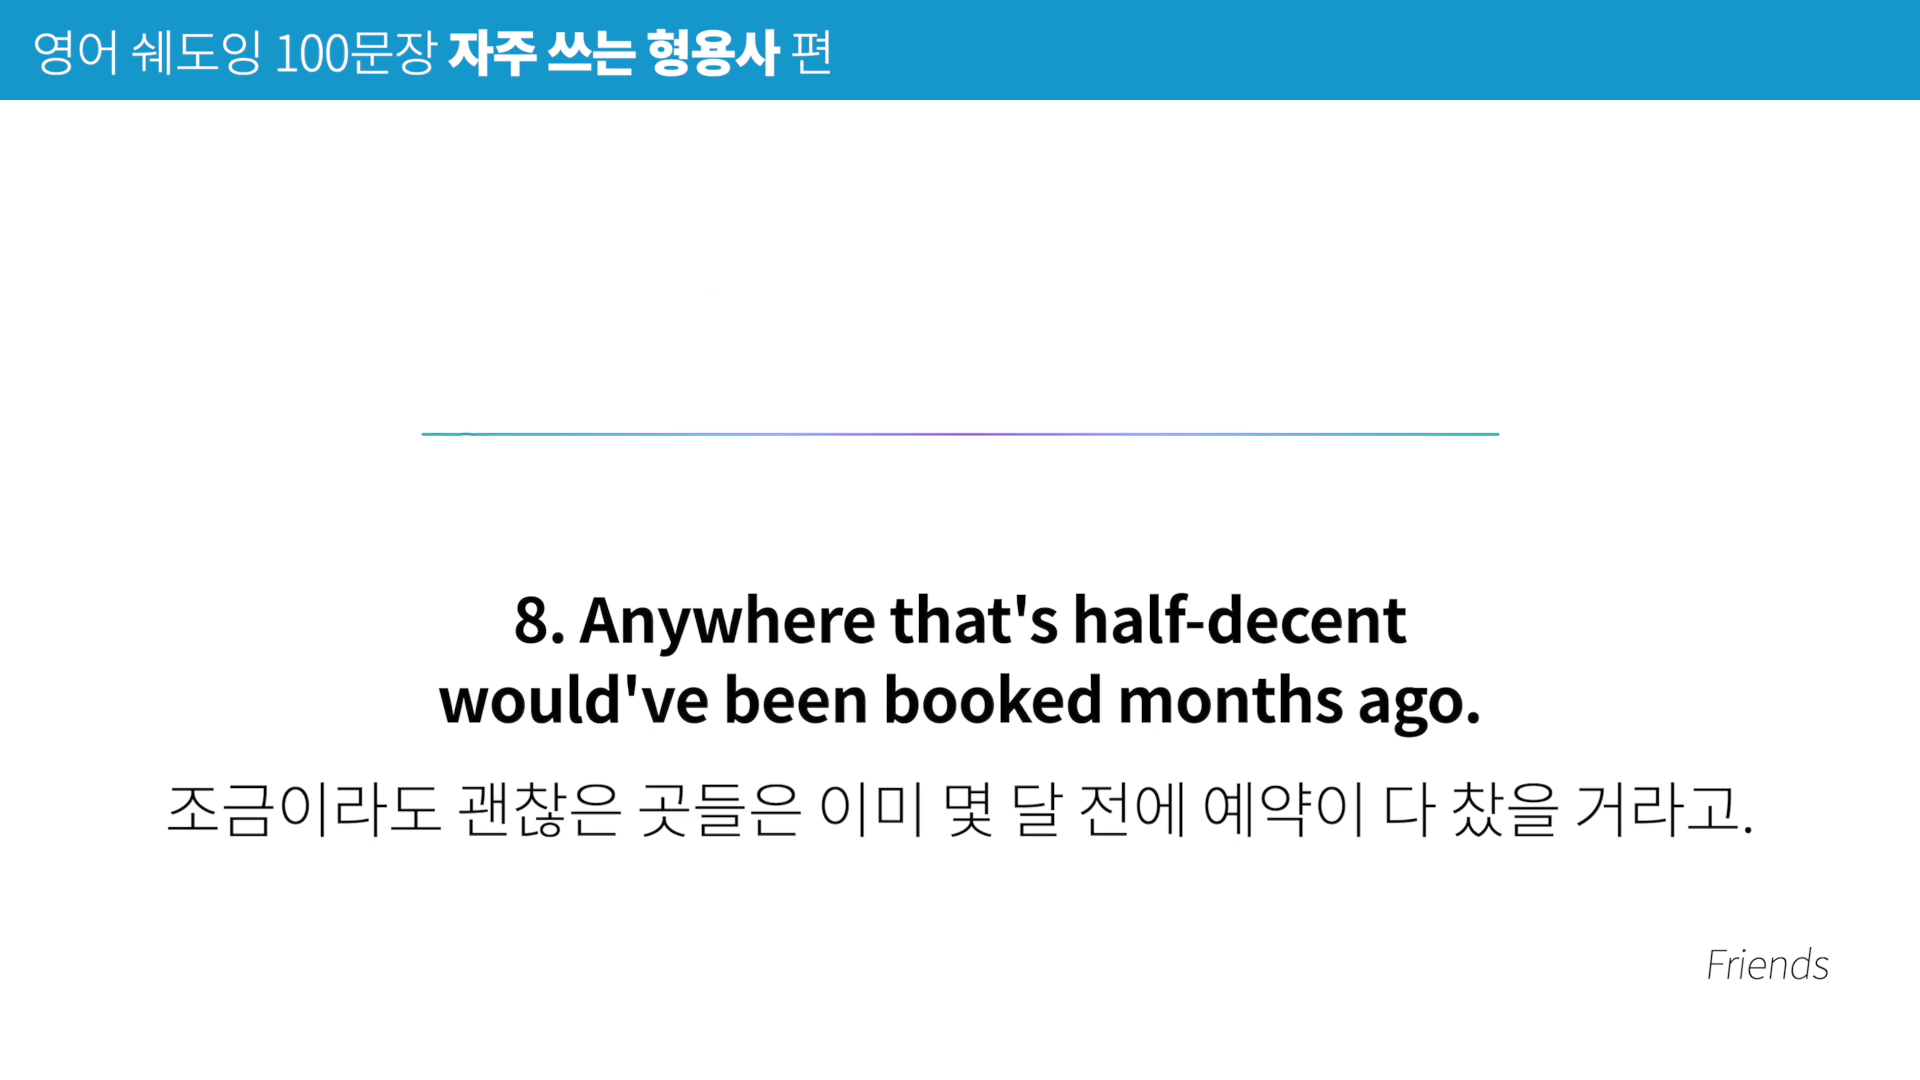 영어 쉐도잉 100문장 자주 쓰는 형용사 편
8. Anywhere that's half-decent
would've been booked months ago.
조금이라도 괜찮은 곳들은 이미 몇 달 전에 예약이 다 찼을 거라고.
Friends